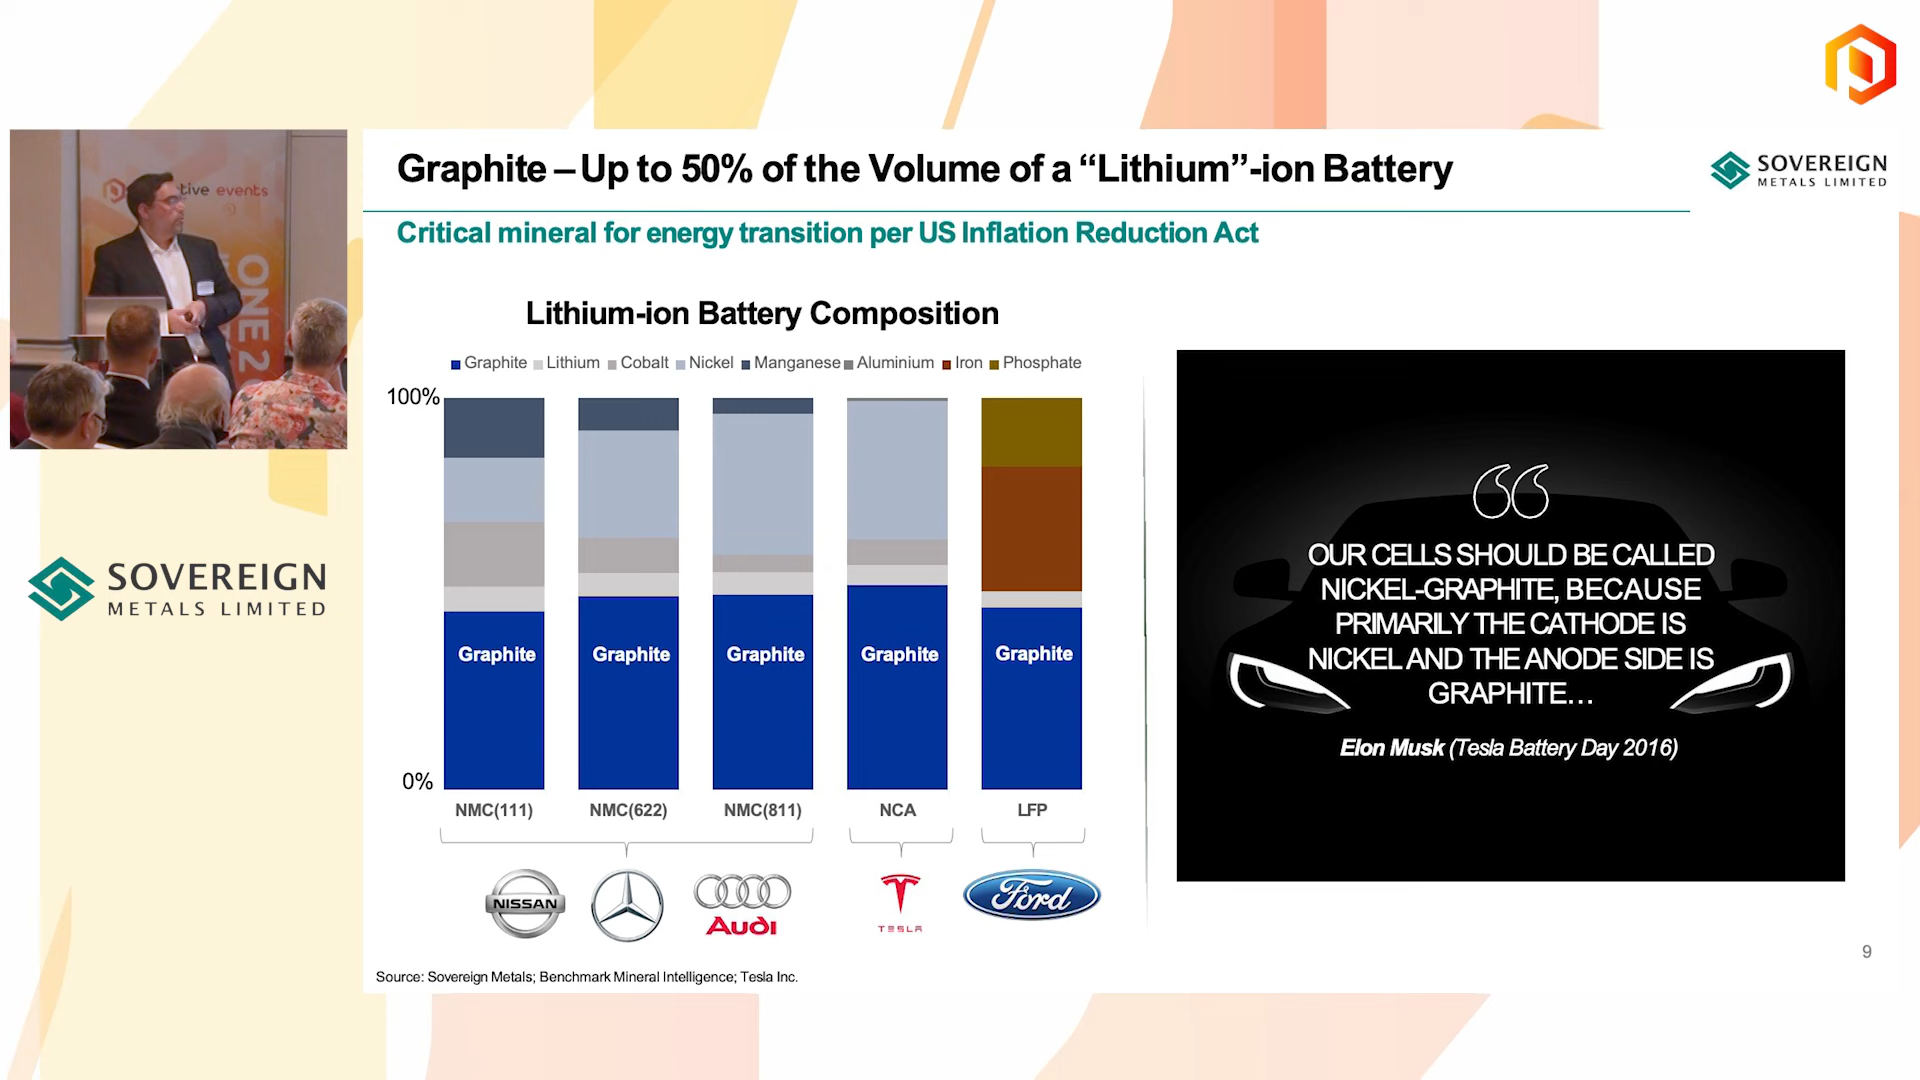 tive events
ONE 2
SOVEREIGN
METALS LIMITED
Graphite – Up to 50% of the Volume of a “Lithium”-ion Battery
SOVEREIGN
METALS LIMITED
Critical mineral for energy transition per US Inflation Reduction Act
Lithium-ion Battery Composition
Graphite Lithium Cobalt Nickel Manganese Aluminium Iron Phosphate
100%
Graphite Graphite Graphite Graphite Graphite
0%
NMC(111) NMC(622) NMC(811) NCA LFP
NISSAN Audi TESLA Ford
OUR CELLS SHOULD BE CALLED
NICKEL-GRAPHITE, BECAUSE
PRIMARILY THE CATHODE IS
NICKEL AND THE ANODE SIDE IS
GRAPHITE…
Elon Musk (Tesla Battery Day 2016)
9
Source: Sovereign Metals; Benchmark Mineral Intelligence; Tesla Inc.